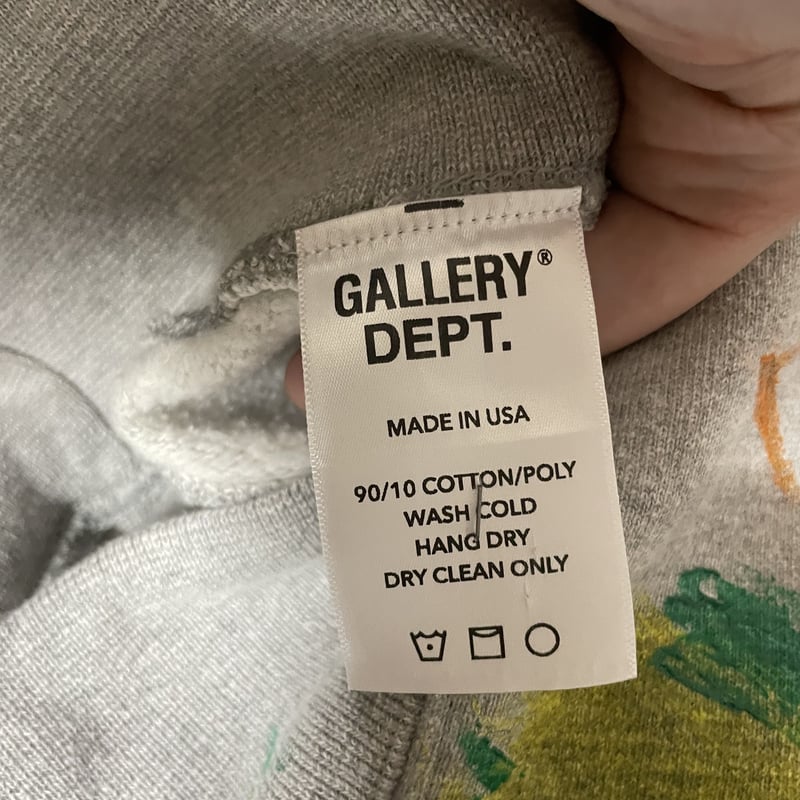 GALLERY®
DEPT.
MADE IN USA
90/10 COTTON/POLY
WASH COLD
HANG DRY
DRY CLEAN ONLY